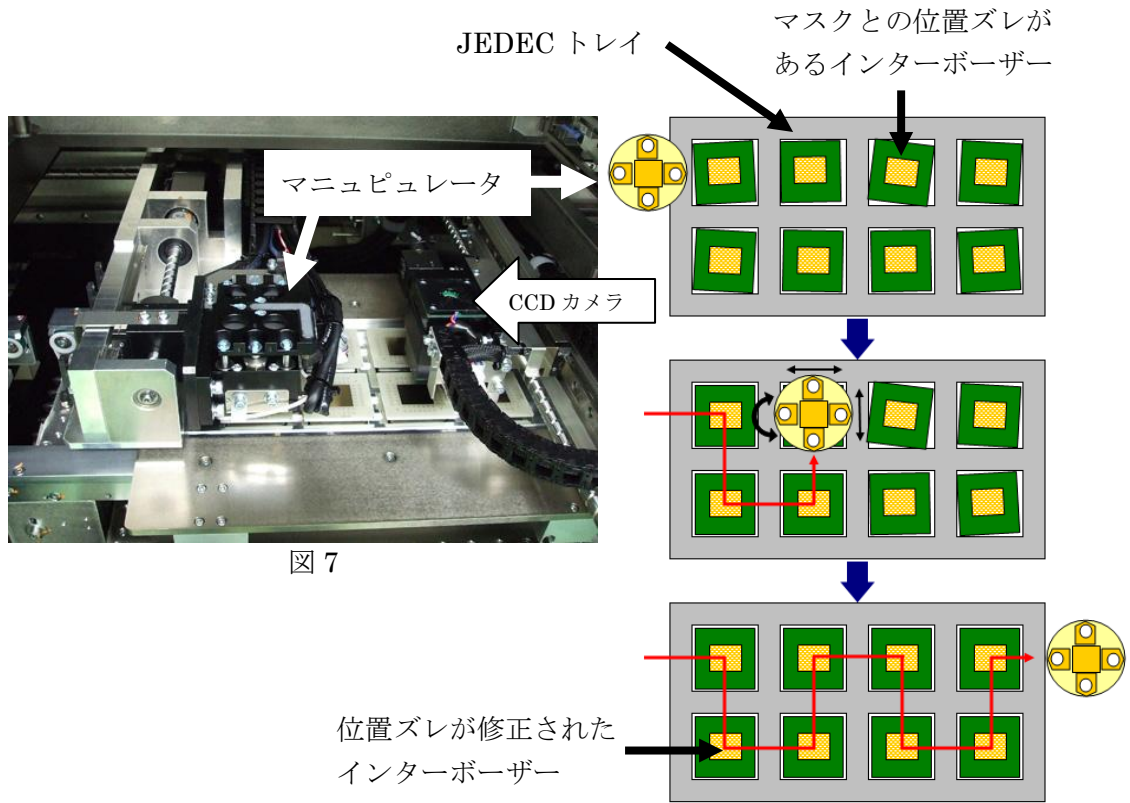 JEDEC トレイ
マスクとの位置ズレが
あるインターボーザー
マニュピュレータ
CCD カメラ
図 7
位置ズレが修正された
インターボーザー